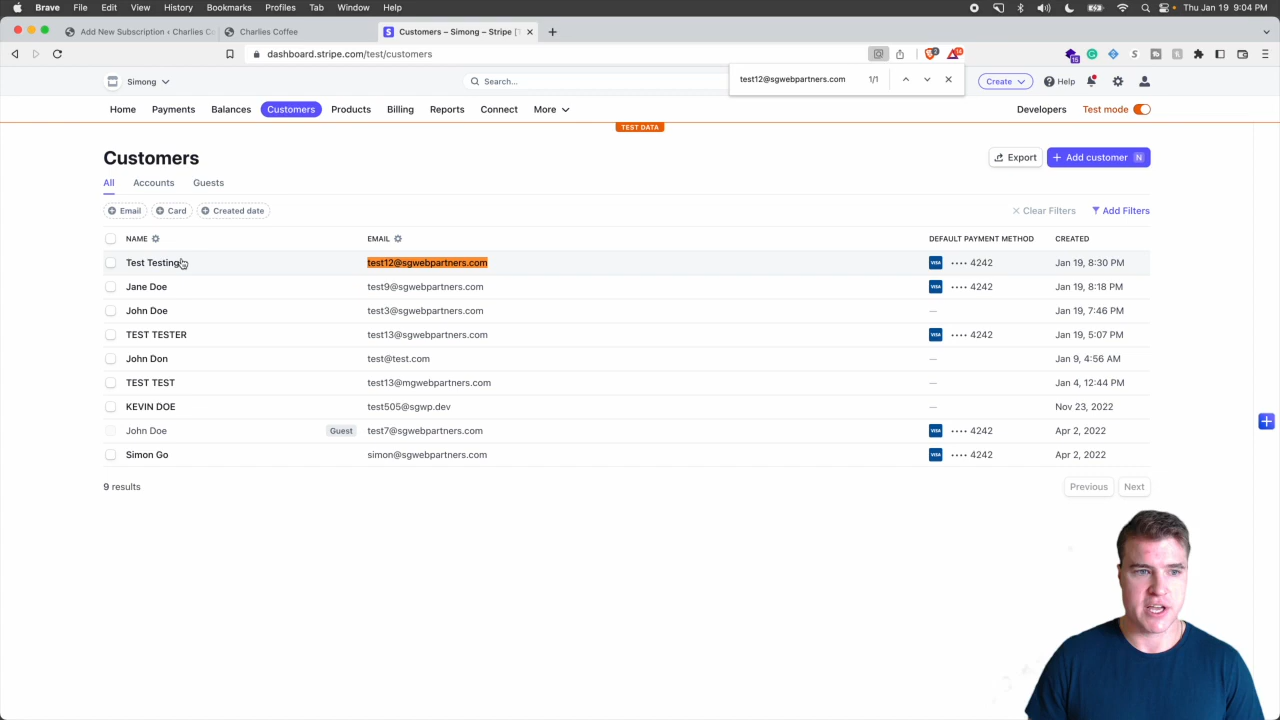 Brave File Edit View History Bookmarks Profiles Tab Window Help Thu Jan 19 9:04 PM
Add New Subscription ‹ Charlies Co Charlies Coffee Customers – Simong – Stripe [T
dashboard.stripe.com/test/customers
Simong Search... test12@sgwebpartners.com 1/1 Create Help
Home Payments Balances Customers Products Billing Reports Connect More Developers Test mode
TEST DATA
Customers Export + Add customer N
All Accounts Guests
Email Card Created date Clear Filters Add Filters
NAME EMAIL DEFAULT PAYMENT METHOD CREATED
Test Testing test12@sgwebpartners.com VISA •••• 4242 Jan 19, 8:30 PM
Jane Doe test9@sgwebpartners.com VISA •••• 4242 Jan 19, 8:18 PM
John Doe test3@sgwebpartners.com — Jan 19, 7:46 PM
TEST TESTER test13@sgwebpartners.com VISA •••• 4242 Jan 19, 5:07 PM
John Don test@test.com — Jan 9, 4:56 AM
TEST TEST test13@mgwebpartners.com — Jan 4, 12:44 PM
KEVIN DOE test505@sgwp.dev — Nov 23, 2022
John Doe Guest test7@sgwebpartners.com VISA •••• 4242 Apr 2, 2022
Simon Go simon@sgwebpartners.com VISA •••• 4242 Apr 2, 2022
9 results Previous Next